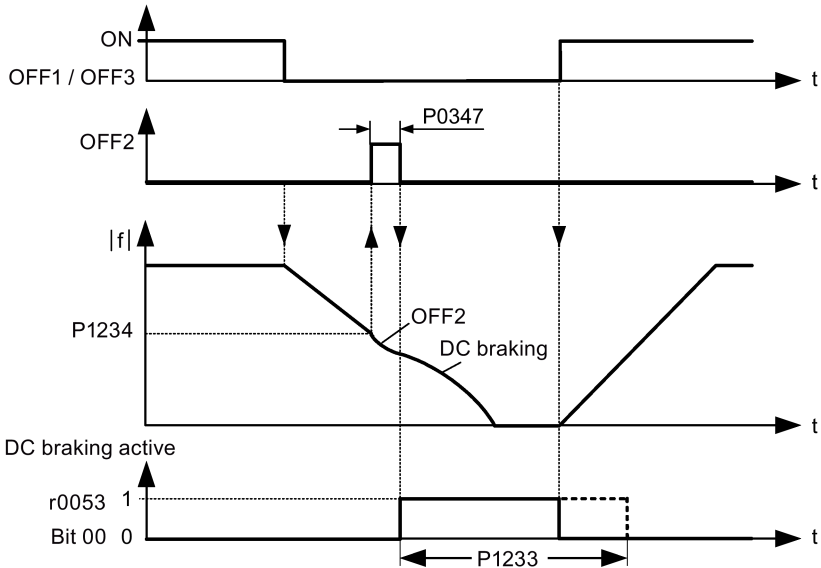 ON
OFF1 / OFF3
t
P0347
OFF2
t
|f|
P1234
OFF2
DC braking
t
DC braking active
r0053 1
Bit 00 0
t
P1233